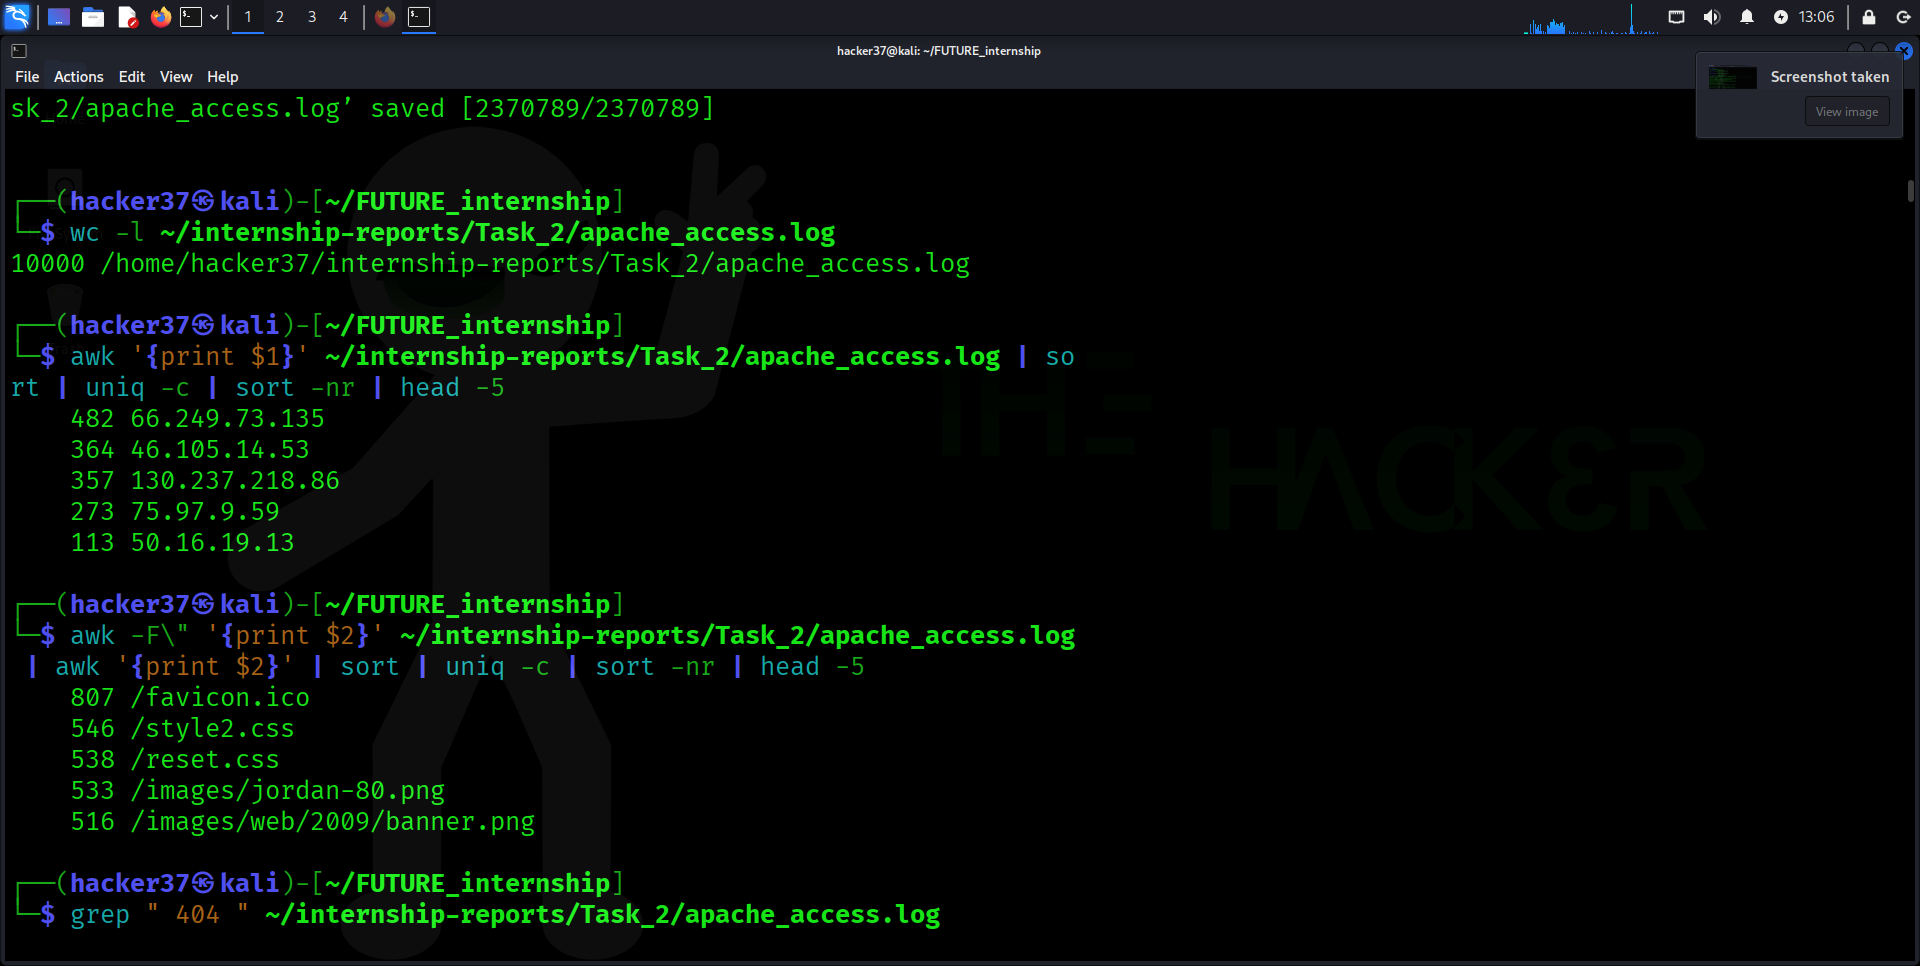 1 2 3 4 13:06
hacker37@kali: ~/FUTURE_internship
File Actions Edit View Help
Screenshot taken
View image
sk_2/apache_access.log’ saved [2370789/2370789]
┌──(hacker37㉿kali)-[~/FUTURE_internship]
└─$ wc -l ~/internship-reports/Task_2/apache_access.log
10000 /home/hacker37/internship-reports/Task_2/apache_access.log
┌──(hacker37㉿kali)-[~/FUTURE_internship]
└─$ awk '{print $1}' ~/internship-reports/Task_2/apache_access.log | so
rt | uniq -c | sort -nr | head -5
482 66.249.73.135
364 46.105.14.53
357 130.237.218.86
273 75.97.9.59
113 50.16.19.13
THE HACKER
┌──(hacker37㉿kali)-[~/FUTURE_internship]
└─$ awk -F\" '{print $2}' ~/internship-reports/Task_2/apache_access.log
| awk '{print $2}' | sort | uniq -c | sort -nr | head -5
807 /favicon.ico
546 /style2.css
538 /reset.css
533 /images/jordan-80.png
516 /images/web/2009/banner.png
┌──(hacker37㉿kali)-[~/FUTURE_internship]
└─$ grep " 404 " ~/internship-reports/Task_2/apache_access.log